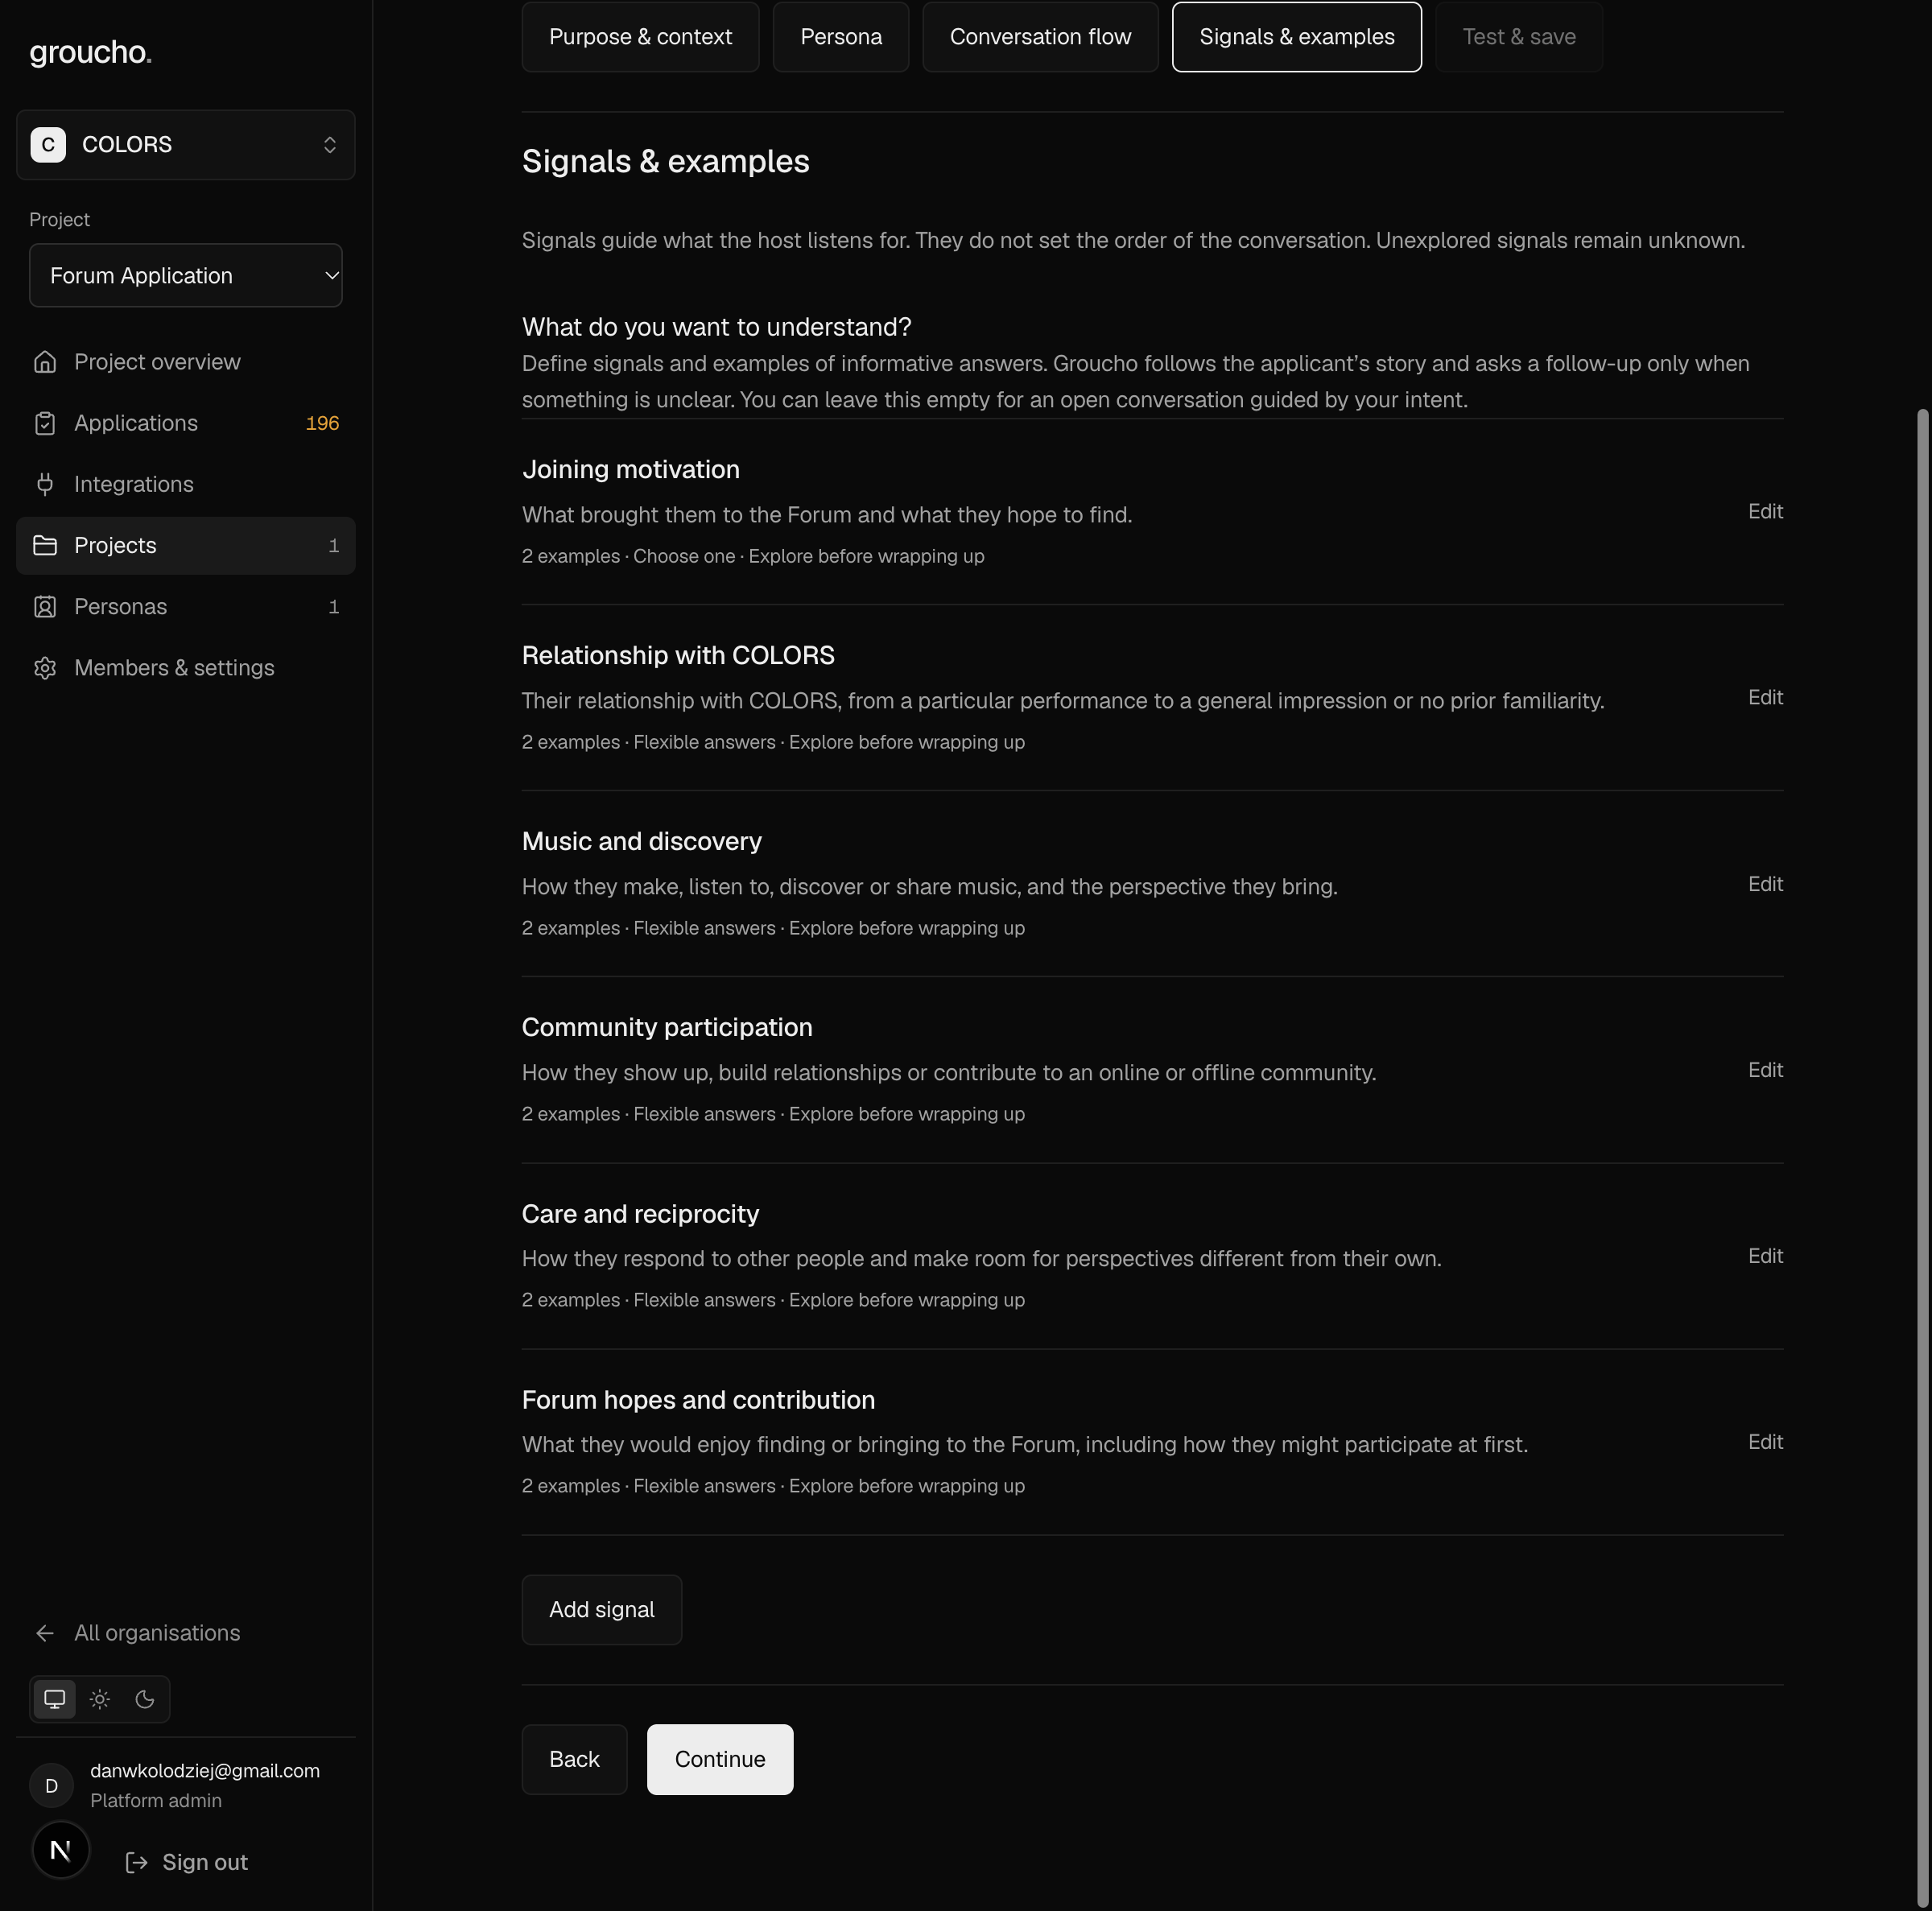 groucho.
C COLORS
Project
Forum Application
Project overview
Applications 196
Integrations
Projects 1
Personas 1
Members & settings
All organisations
D
danwkolodziej@gmail.com
Platform admin
N
Sign out
Purpose & context
Persona
Conversation flow
Signals & examples
Test & save
Signals & examples
Signals guide what the host listens for. They do not set the order of the conversation. Unexplored signals remain unknown.
What do you want to understand?
Define signals and examples of informative answers. Groucho follows the applicant’s story and asks a follow-up only when
something is unclear. You can leave this empty for an open conversation guided by your intent.
Joining motivation
What brought them to the Forum and what they hope to find.
Edit
2 examples · Choose one · Explore before wrapping up
Relationship with COLORS
Their relationship with COLORS, from a particular performance to a general impression or no prior familiarity.
Edit
2 examples · Flexible answers · Explore before wrapping up
Music and discovery
How they make, listen to, discover or share music, and the perspective they bring.
Edit
2 examples · Flexible answers · Explore before wrapping up
Community participation
How they show up, build relationships or contribute to an online or offline community.
Edit
2 examples · Flexible answers · Explore before wrapping up
Care and reciprocity
How they respond to other people and make room for perspectives different from their own.
Edit
2 examples · Flexible answers · Explore before wrapping up
Forum hopes and contribution
What they would enjoy finding or bringing to the Forum, including how they might participate at first.
Edit
2 examples · Flexible answers · Explore before wrapping up
Add signal
Back
Continue